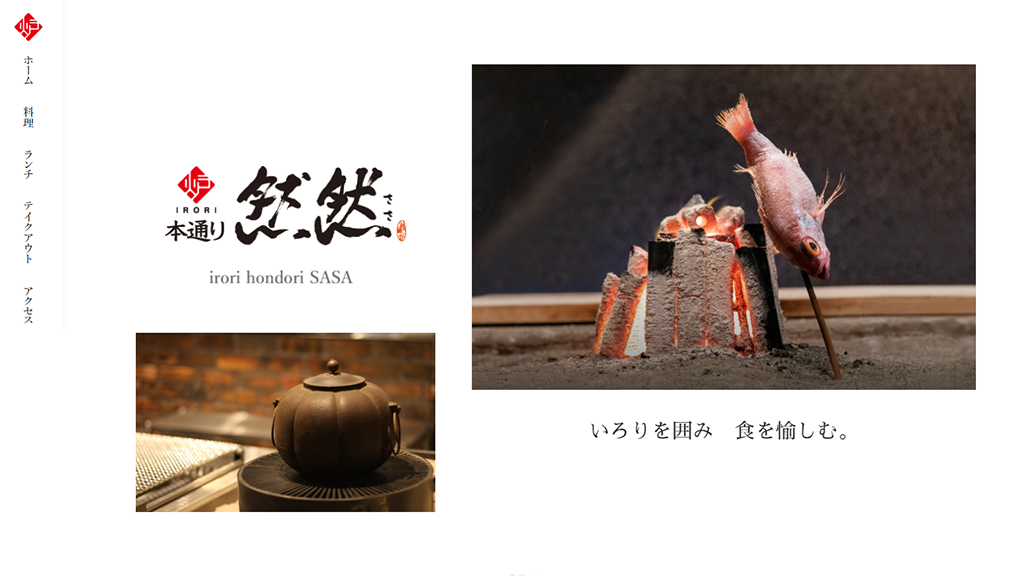 ホーム
料理
ランチ
テイクアウト
アクセス
炉
IRORI
本通り
然然
ささ
irori hondori SASA
いろりを囲み　食を愉しむ。